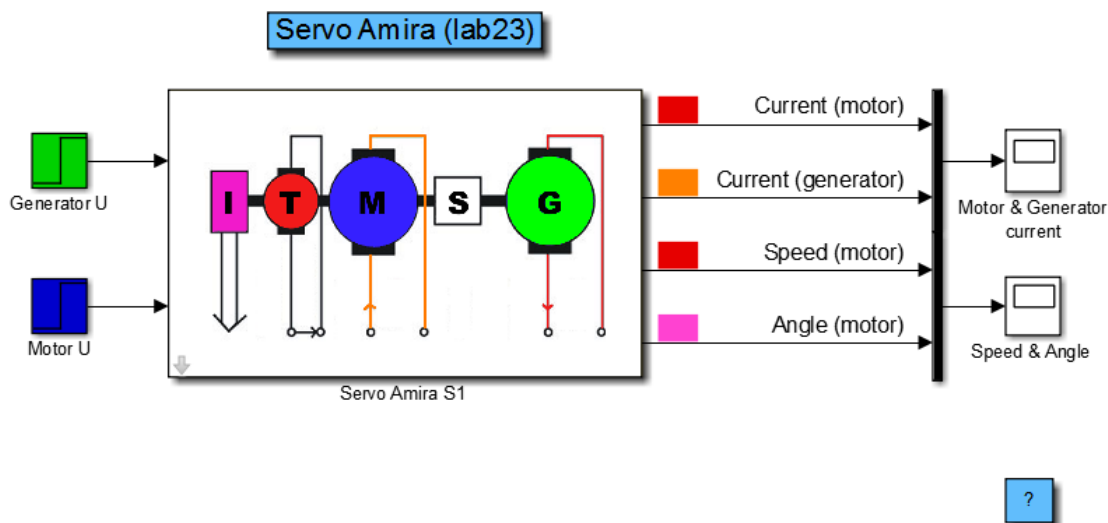 Servo Amira (lab23)
Generator U
Motor U
I
T
M
S
G
Servo Amira S1
Current (motor)
Current (generator)
Speed (motor)
Angle (motor)
Motor & Generator
current
Speed & Angle
?